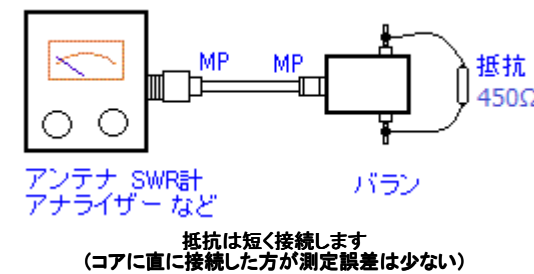 MP
MP
抵抗
450Ω
アンテナ SWR計
アナライザー など
バラン
抵抗は短く接続します
(コアに直に接続した方が測定誤差は少ない)